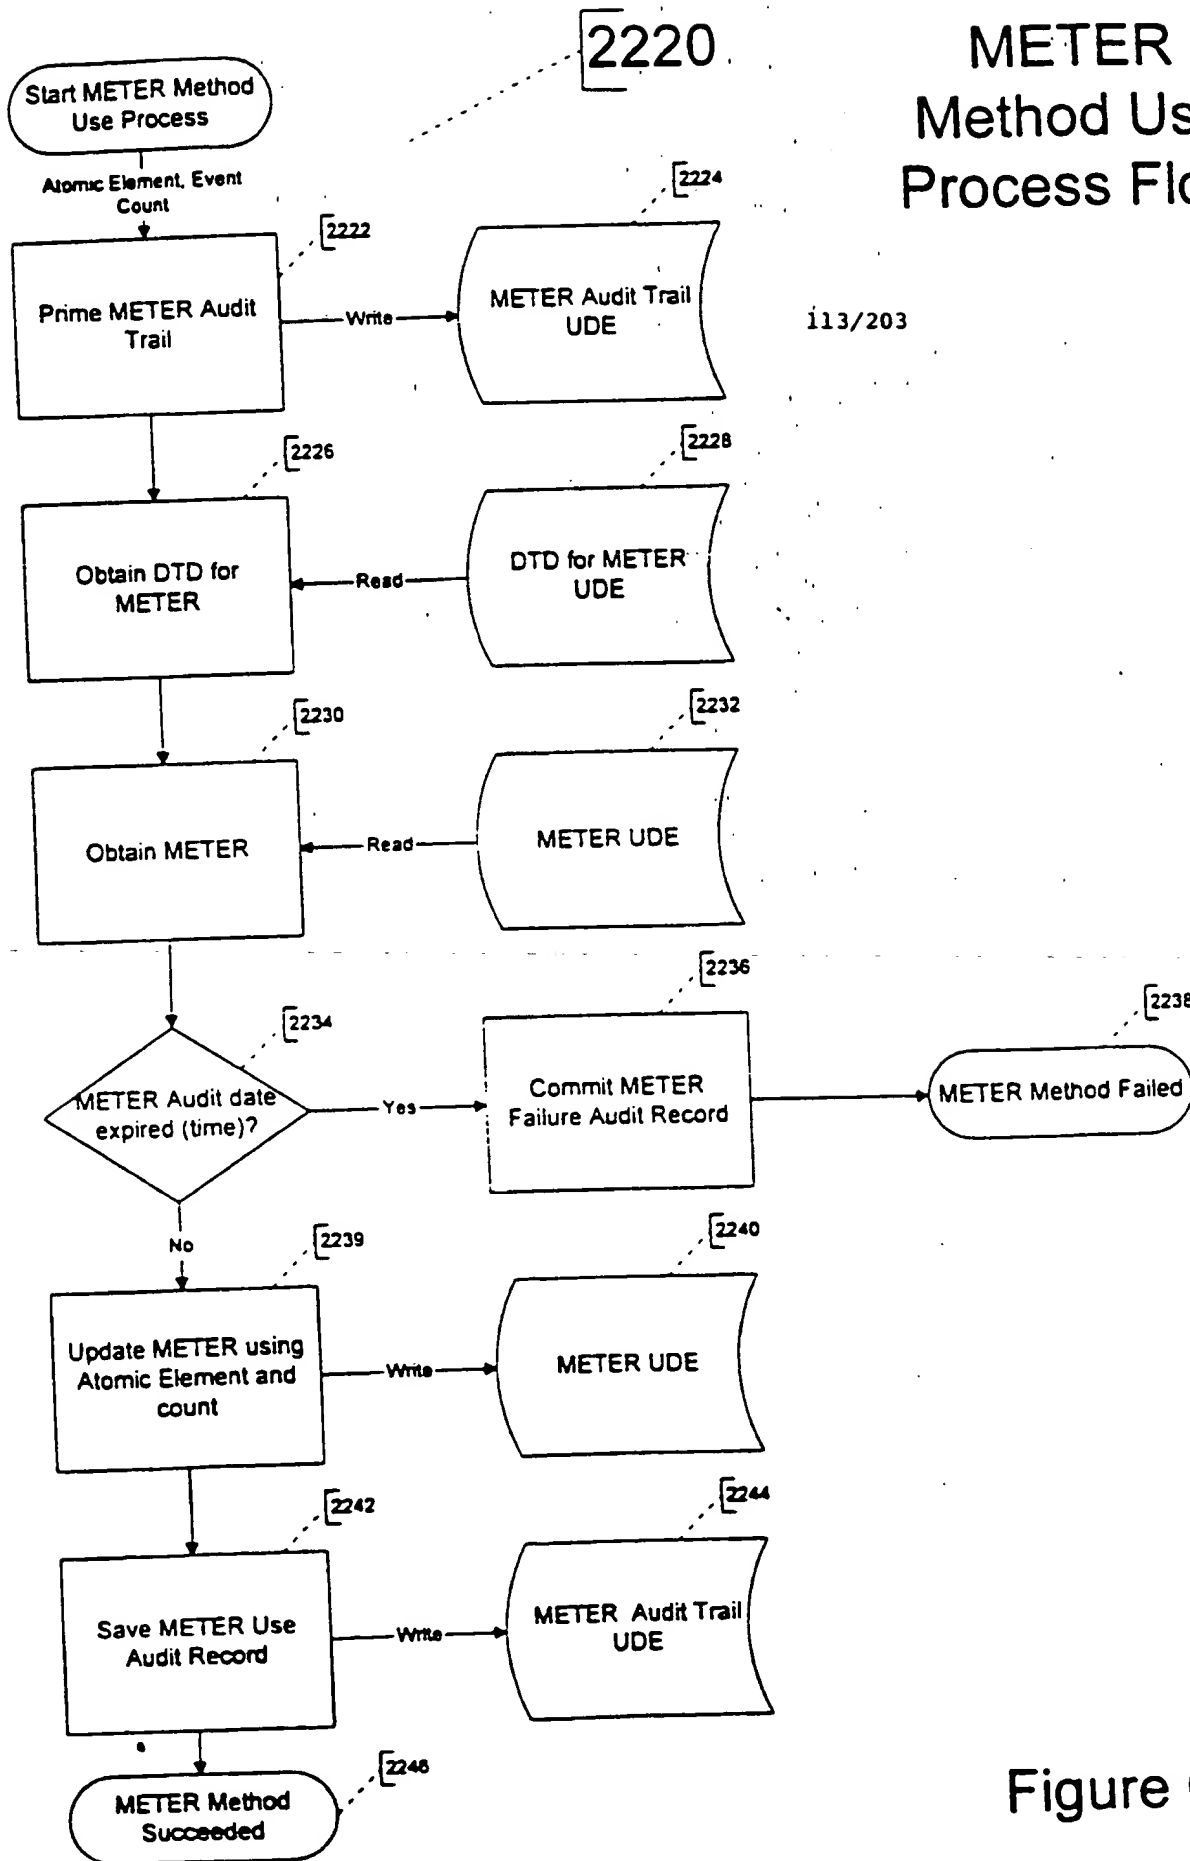 2220
METER
Method Us
Process Flo
Start METER Method
Use Process
Atomic Element, Event
Count
2222
2224
Prime METER Audit
Trail
Write
METER Audit Trail
UDE
113/203
2226
2228
Obtain DTD for
METER
Read
DTD for METER
UDE
2230
2232
Obtain METER
Read
METER UDE
2234
2236
2238
METER Audit date
expired (time)?
Yes
Commit METER
Failure Audit Record
METER Method Failed
No
2239
2240
Update METER using
Atomic Element and
count
Write
METER UDE
2242
2244
Save METER Use
Audit Record
Write
METER Audit Trail
UDE
2246
METER Method
Succeeded
Figure